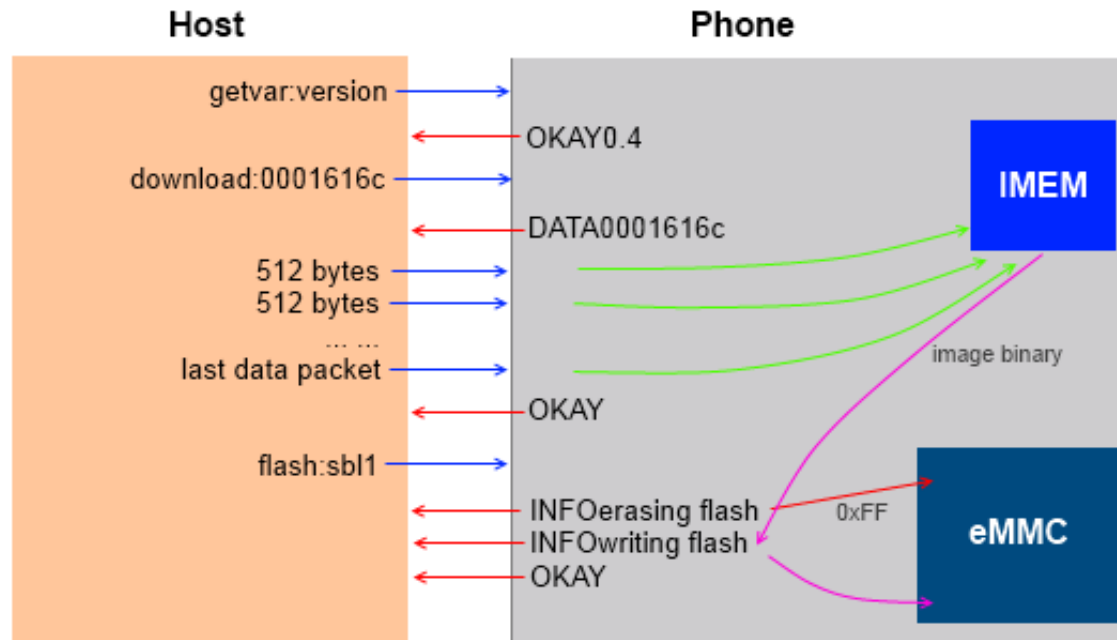 Host
Phone
getvar:version
OKAY0.4
download:0001616c
IMEM
DATA0001616c
512 bytes
512 bytes
... ...
last data packet
image binary
OKAY
flash:sbl1
INFOerasing flash
0xFF
INFOwriting flash
eMMC
OKAY